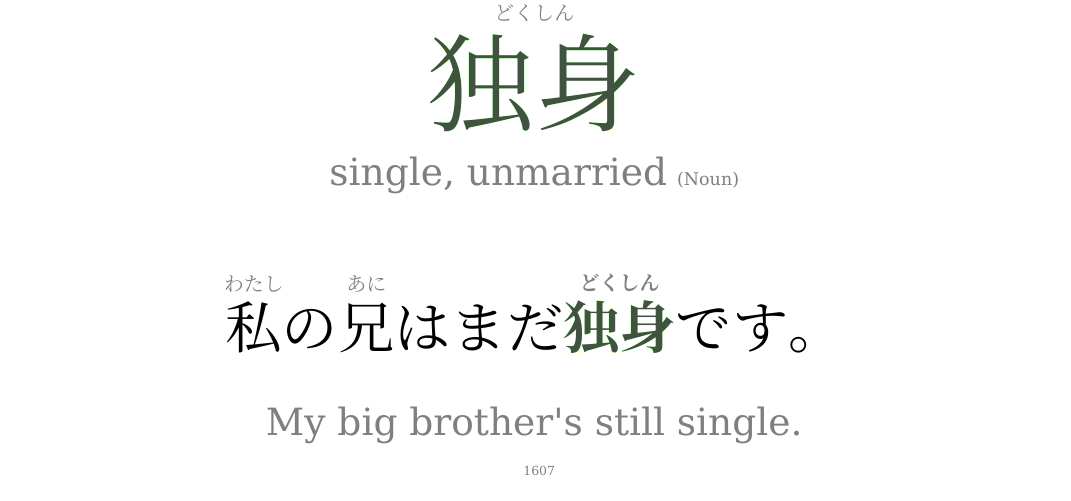 どくしん
独身
single, unmarried (Noun)
わたし あに どくしん
私の兄はまだ独身です。
My big brother's still single.
1607